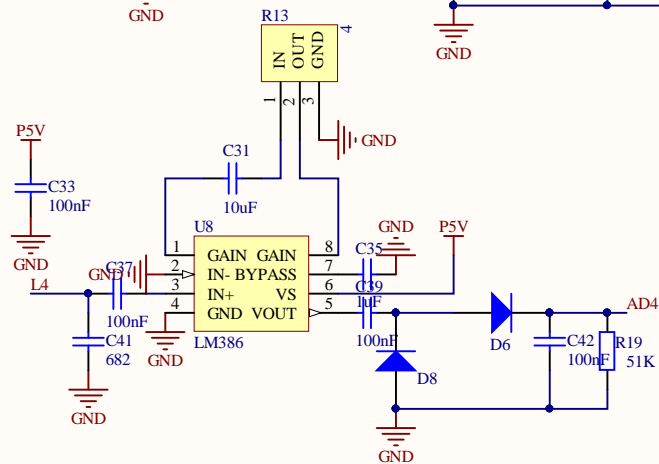 GND
GND
R13
4
IN
OUT
GND
1
2
3
GND
P5V
C33
100nF
GND
C31
10uF
U8
GND
P5V
1
GAIN
GAIN
8
C35
GND
2
IN-
BYPASS
7
1uF
L4
C37
100nF
3
IN+
VS
6
C39
100nF
4
GND
VOUT
5
LM386
GND
C41
682
GND
D6
AD4
C42
100nF
R19
51K
D8
GND